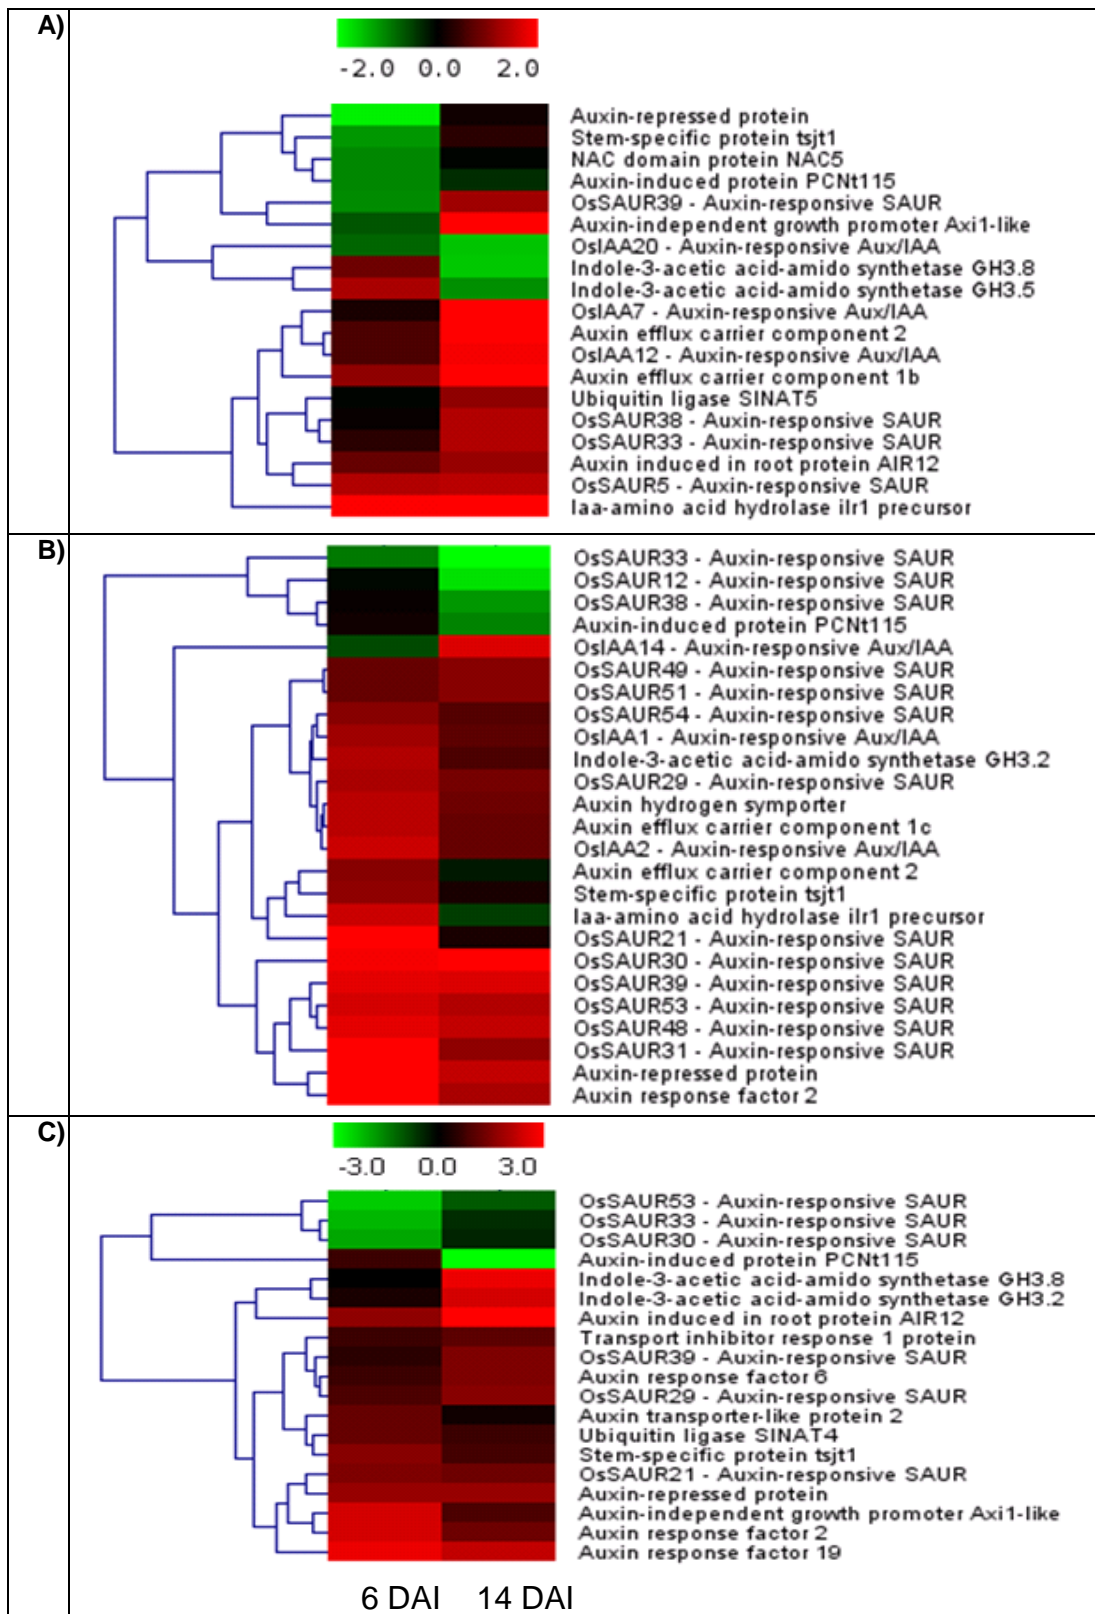 A)
-2.0 0.0 2.0
Auxin-repressed protein
Stem-specific protein tsjt1
NAC domain protein NAC5
Auxin-induced protein PCNt115
OsSAUR39 - Auxin-responsive SAUR
Auxin-independent growth promoter Axi1-like
OsIAA20 - Auxin-responsive Aux/IAA
Indole-3-acetic acid-amido synthetase GH3.8
Indole-3-acetic acid-amido synthetase GH3.5
OsIAA7 - Auxin-responsive Aux/IAA
Auxin efflux carrier component 2
OsIAA12 - Auxin-responsive Aux/IAA
Auxin efflux carrier component 1b
Ubiquitin ligase SINAT5
OsSAUR38 - Auxin-responsive SAUR
OsSAUR33 - Auxin-responsive SAUR
Auxin induced in root protein AIR12
OsSAUR5 - Auxin-responsive SAUR
Iaa-amino acid hydrolase ilr1 precursor
B)
OsSAUR33 - Auxin-responsive SAUR
OsSAUR12 - Auxin-responsive SAUR
OsSAUR38 - Auxin-responsive SAUR
Auxin-induced protein PCNt115
OsIAA14 - Auxin-responsive Aux/IAA
OsSAUR49 - Auxin-responsive SAUR
OsSAUR51 - Auxin-responsive SAUR
OsSAUR54 - Auxin-responsive SAUR
OsIAA1 - Auxin-responsive Aux/IAA
Indole-3-acetic acid-amido synthetase GH3.2
OsSAUR29 - Auxin-responsive SAUR
Auxin hydrogen symporter
Auxin efflux carrier component 1c
OsIAA2 - Auxin-responsive Aux/IAA
Auxin efflux carrier component 2
Stem-specific protein tsjt1
Iaa-amino acid hydrolase ilr1 precursor
OsSAUR21 - Auxin-responsive SAUR
OsSAUR30 - Auxin-responsive SAUR
OsSAUR39 - Auxin-responsive SAUR
OsSAUR53 - Auxin-responsive SAUR
OsSAUR48 - Auxin-responsive SAUR
OsSAUR31 - Auxin-responsive SAUR
Auxin-repressed protein
Auxin response factor 2
C)
-3.0 0.0 3.0
OsSAUR53 - Auxin-responsive SAUR
OsSAUR33 - Auxin-responsive SAUR
OsSAUR30 - Auxin-responsive SAUR
Auxin-induced protein PCNt115
Indole-3-acetic acid-amido synthetase GH3.8
Indole-3-acetic acid-amido synthetase GH3.2
Auxin induced in root protein AIR12
Transport inhibitor response 1 protein
OsSAUR39 - Auxin-responsive SAUR
Auxin response factor 6
OsSAUR29 - Auxin-responsive SAUR
Auxin transporter-like protein 2
Ubiquitin ligase SINAT4
Stem-specific protein tsjt1
OsSAUR21 - Auxin-responsive SAUR
Auxin-repressed protein
Auxin-independent growth promoter Axi1-like
Auxin response factor 2
Auxin response factor 19
6 DAI 14 DAI